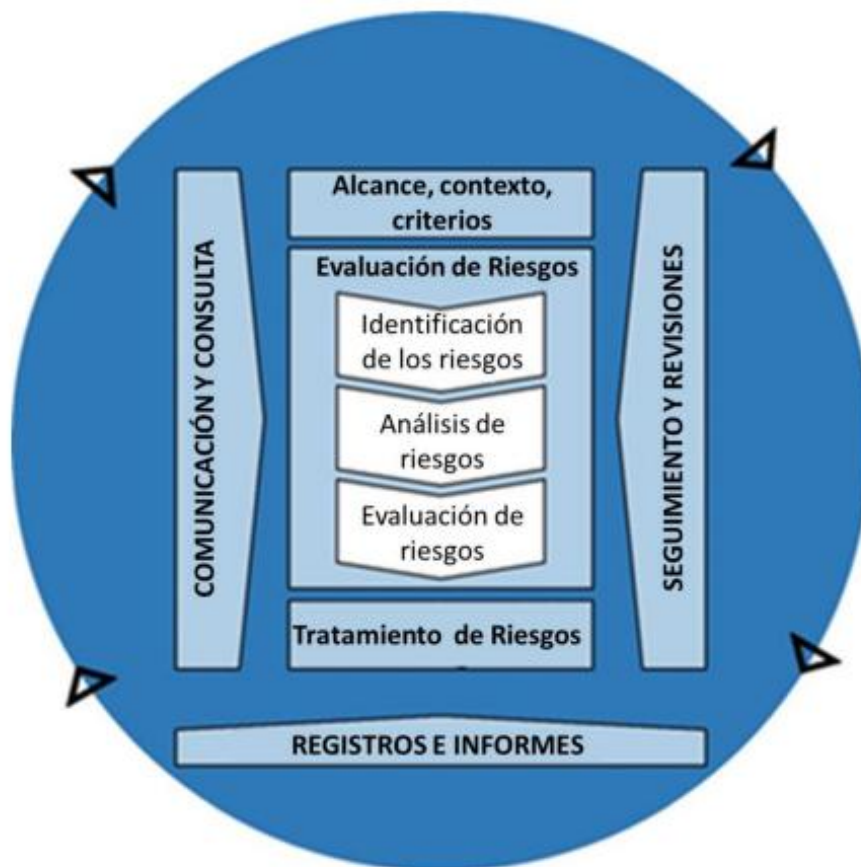 Alcance, contexto,
criterios
Evaluación de Riesgos
Identificación
de los riesgos
Análisis de
riesgos
Evaluación de
riesgos
Tratamiento de Riesgos
COMUNICACIÓN Y CONSULTA
SEGUIMIENTO Y REVISIONES
REGISTROS E INFORMES